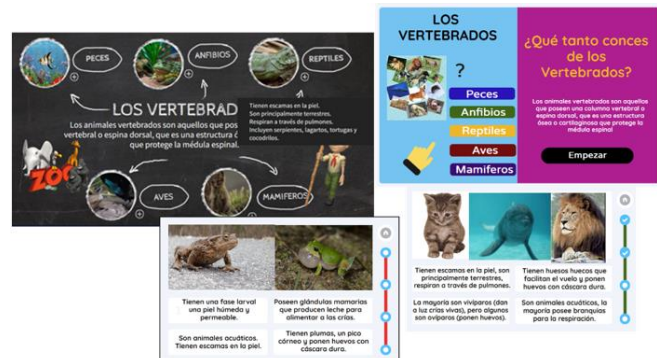 PECES
ANFIBIOS
REPTILES
LOS VERTEBRAD
Los animales vertebrados son aquellos que pos
vertebral o espina dorsal, que es una estructura ó
que protege la médula espinal.
Tienen escamas en la piel.
Son principalmente terrestres.
Respiran a través de pulmones.
Incluyen serpientes, lagartos, tortugas y
cocodrilos.
ZOO
AVES
MAMIFEROS
LOS
VERTEBRADOS
?
Peces
Anfibios
Reptiles
Aves
Mamiferos
¿Qué tanto conces
de los
Vertebrados?
Los animales vertebrados son aquellos
que poseen una columna vertebral o
espina dorsal, que es una estructura
ósea o cartilaginosa que protege la
médula espinal
Empezar
Tienen una fase larval
una piel húmeda y
permeable.
Poseen glándulas mamarias
que producen leche para
alimentar a las crías.
Son animales acuáticos.
Tienen escamas en la piel.
Tienen plumas, un pico
córneo y ponen huevos con
cáscara dura.
Tienen escamas en la piel, son
principalmente terrestres,
respiran a través de pulmones.
Tienen huesos huecos que
facilitan el vuelo y ponen
huevos con cáscara dura.
La mayoría son vivíparos (dan
a luz crías vivas), pero algunos
son ovíparos (ponen huevos).
Son animales acuáticos, la
mayoría posee branquias
para la respiración.